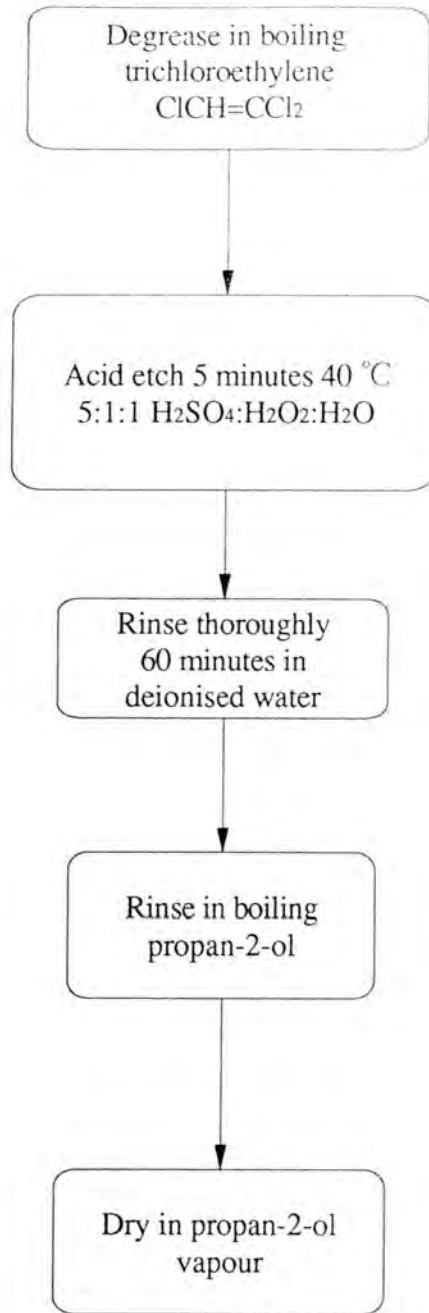 Degrease in boiling
trichloroethylene
ClCH=CCl₂
Acid etch 5 minutes 40 °C
5:1:1 H₂SO₄:H₂O₂:H₂O
Rinse thoroughly
60 minutes in
deionised water
Rinse in boiling
propan-2-ol
Dry in propan-2-ol
vapour